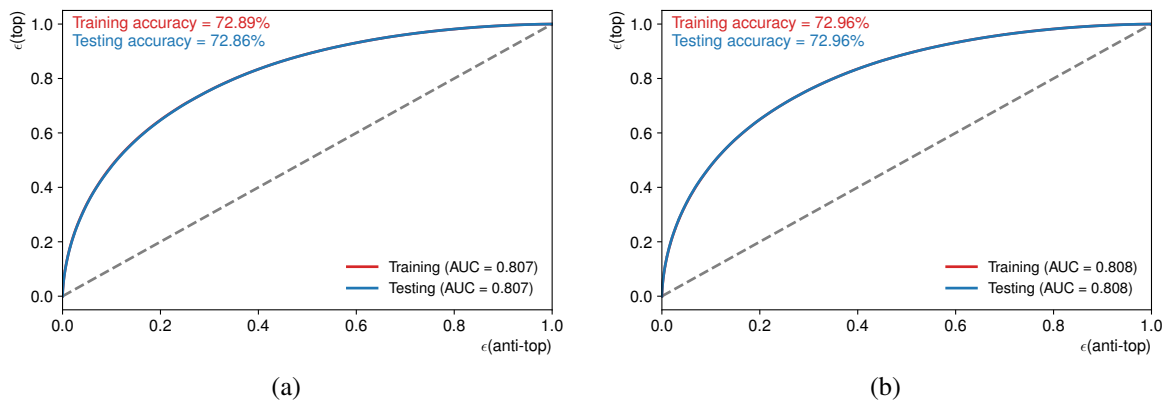 Training accuracy = 72.89%
Testing accuracy = 72.86%
ϵ(top)
1.0
0.8
0.6
0.4
0.2
0.0
Training (AUC = 0.807)
Testing (AUC = 0.807)
0.0 0.2 0.4 0.6 0.8 1.0
ϵ(anti-top)
(a)
Training accuracy = 72.96%
Testing accuracy = 72.96%
ϵ(top)
1.0
0.8
0.6
0.4
0.2
0.0
Training (AUC = 0.808)
Testing (AUC = 0.808)
0.0 0.2 0.4 0.6 0.8 1.0
ϵ(anti-top)
(b)